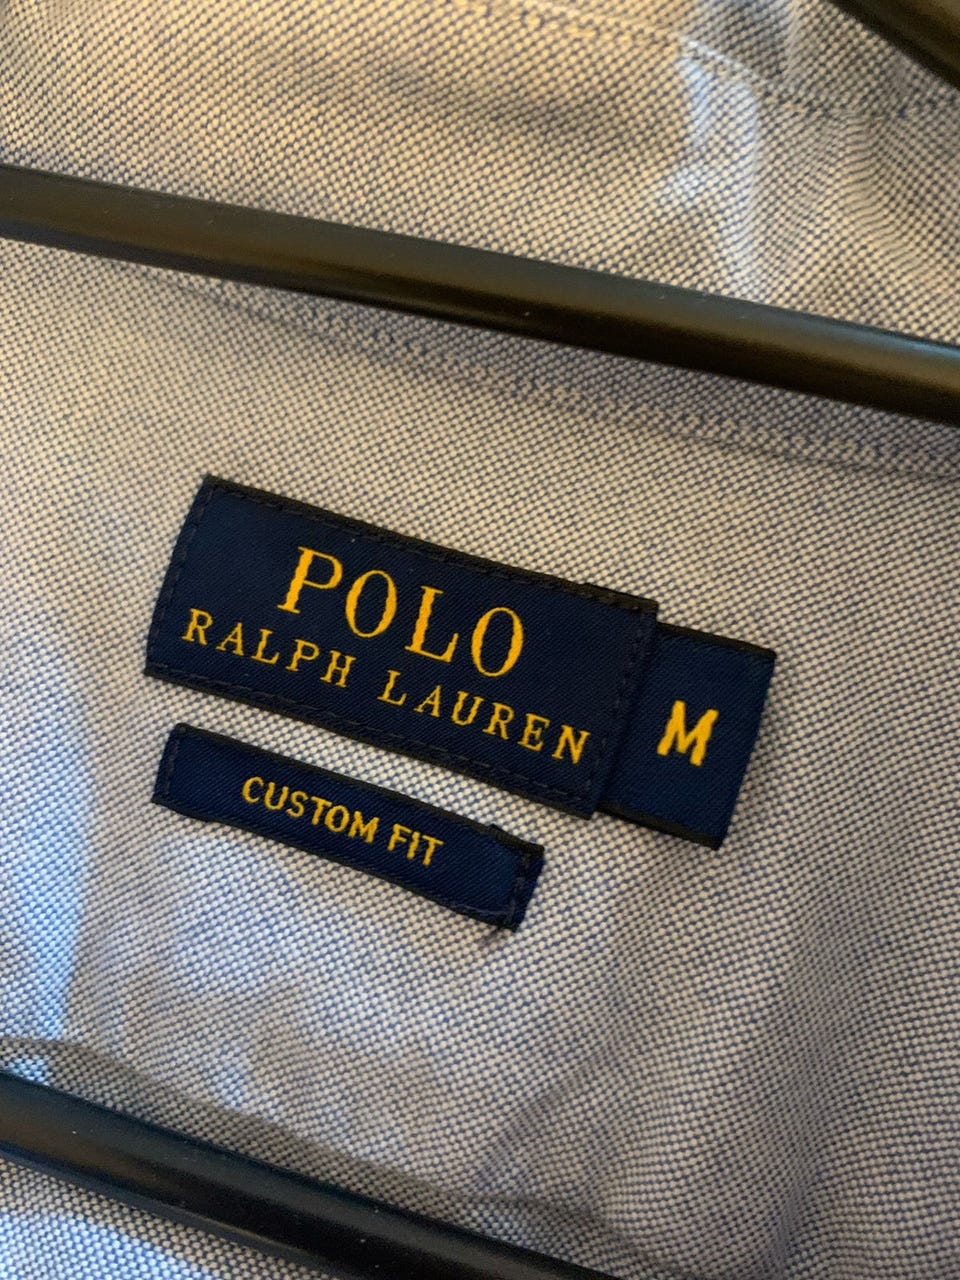 POLO
RALPH LAUREN
M
CUSTOM FIT